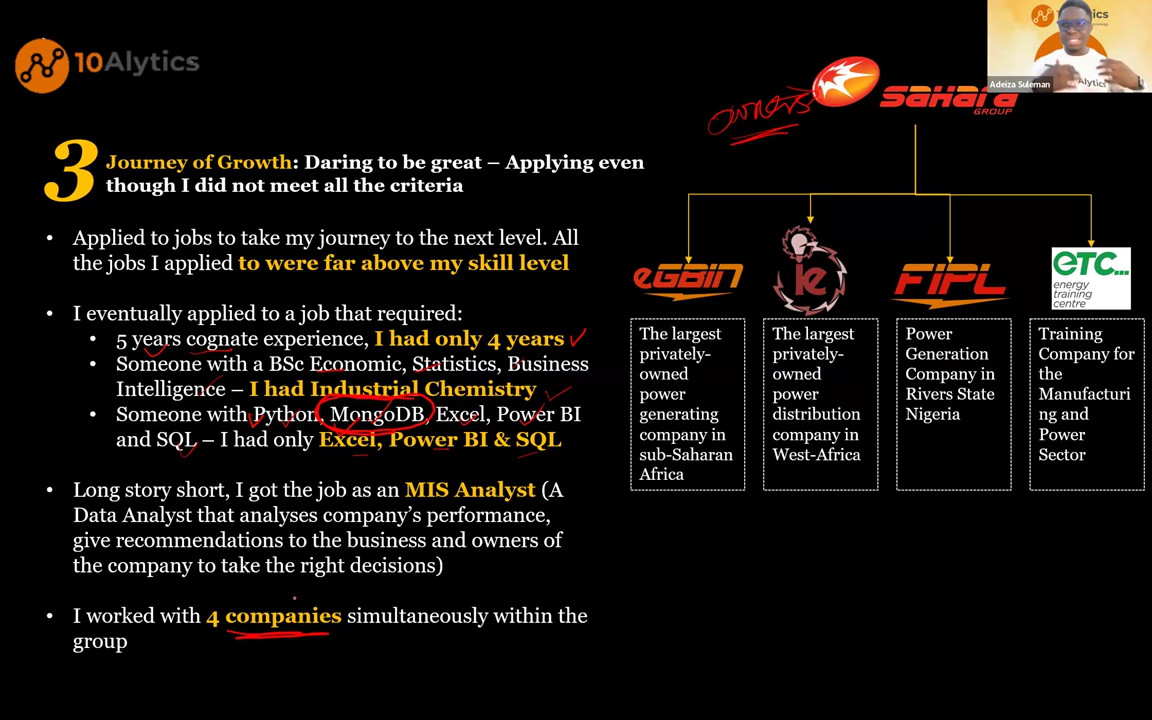 10Alytics
3
Journey of Growth: Daring to be great – Applying even
though I did not meet all the criteria
• Applied to jobs to take my journey to the next level. All
the jobs I applied to were far above my skill level
• I eventually applied to a job that required:
• 5 years cognate experience, I had only 4 years
• Someone with a BSc Economic, Statistics, Business
Intelligence – I had Industrial Chemistry
• Someone with Python, MongoDB, Excel, Power BI
and SQL – I had only Excel, Power BI & SQL
• Long story short, I got the job as an MIS Analyst (A
Data Analyst that analyses company's performance,
give recommendations to the business and owners of
the company to take the right decisions)
• I worked with 4 companies simultaneously within the
group
owners
sahara
GROUP
Adeiza Suleman
Alytics
eGBIN
The largest
privately-
owned
power
generating
company in
sub-Saharan
Africa
ie
The largest
privately-
owned
power
distribution
company in
West-Africa
FIPL
Power
Generation
Company in
Rivers State
Nigeria
etc...
energy
training
centre
Training
Company for
the
Manufacturi
ng and
Power
Sector